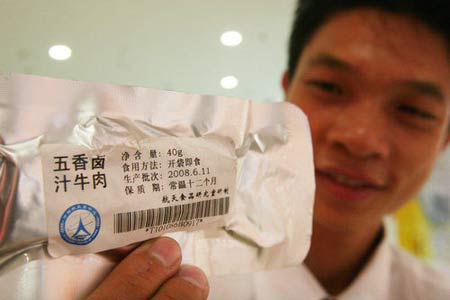 五香卤
汁牛肉
净 含 量: 40g
食用方法: 开袋即食
生产批次: 2008.6.11
保 质 期: 常温十二个月
航天食品研究室研制